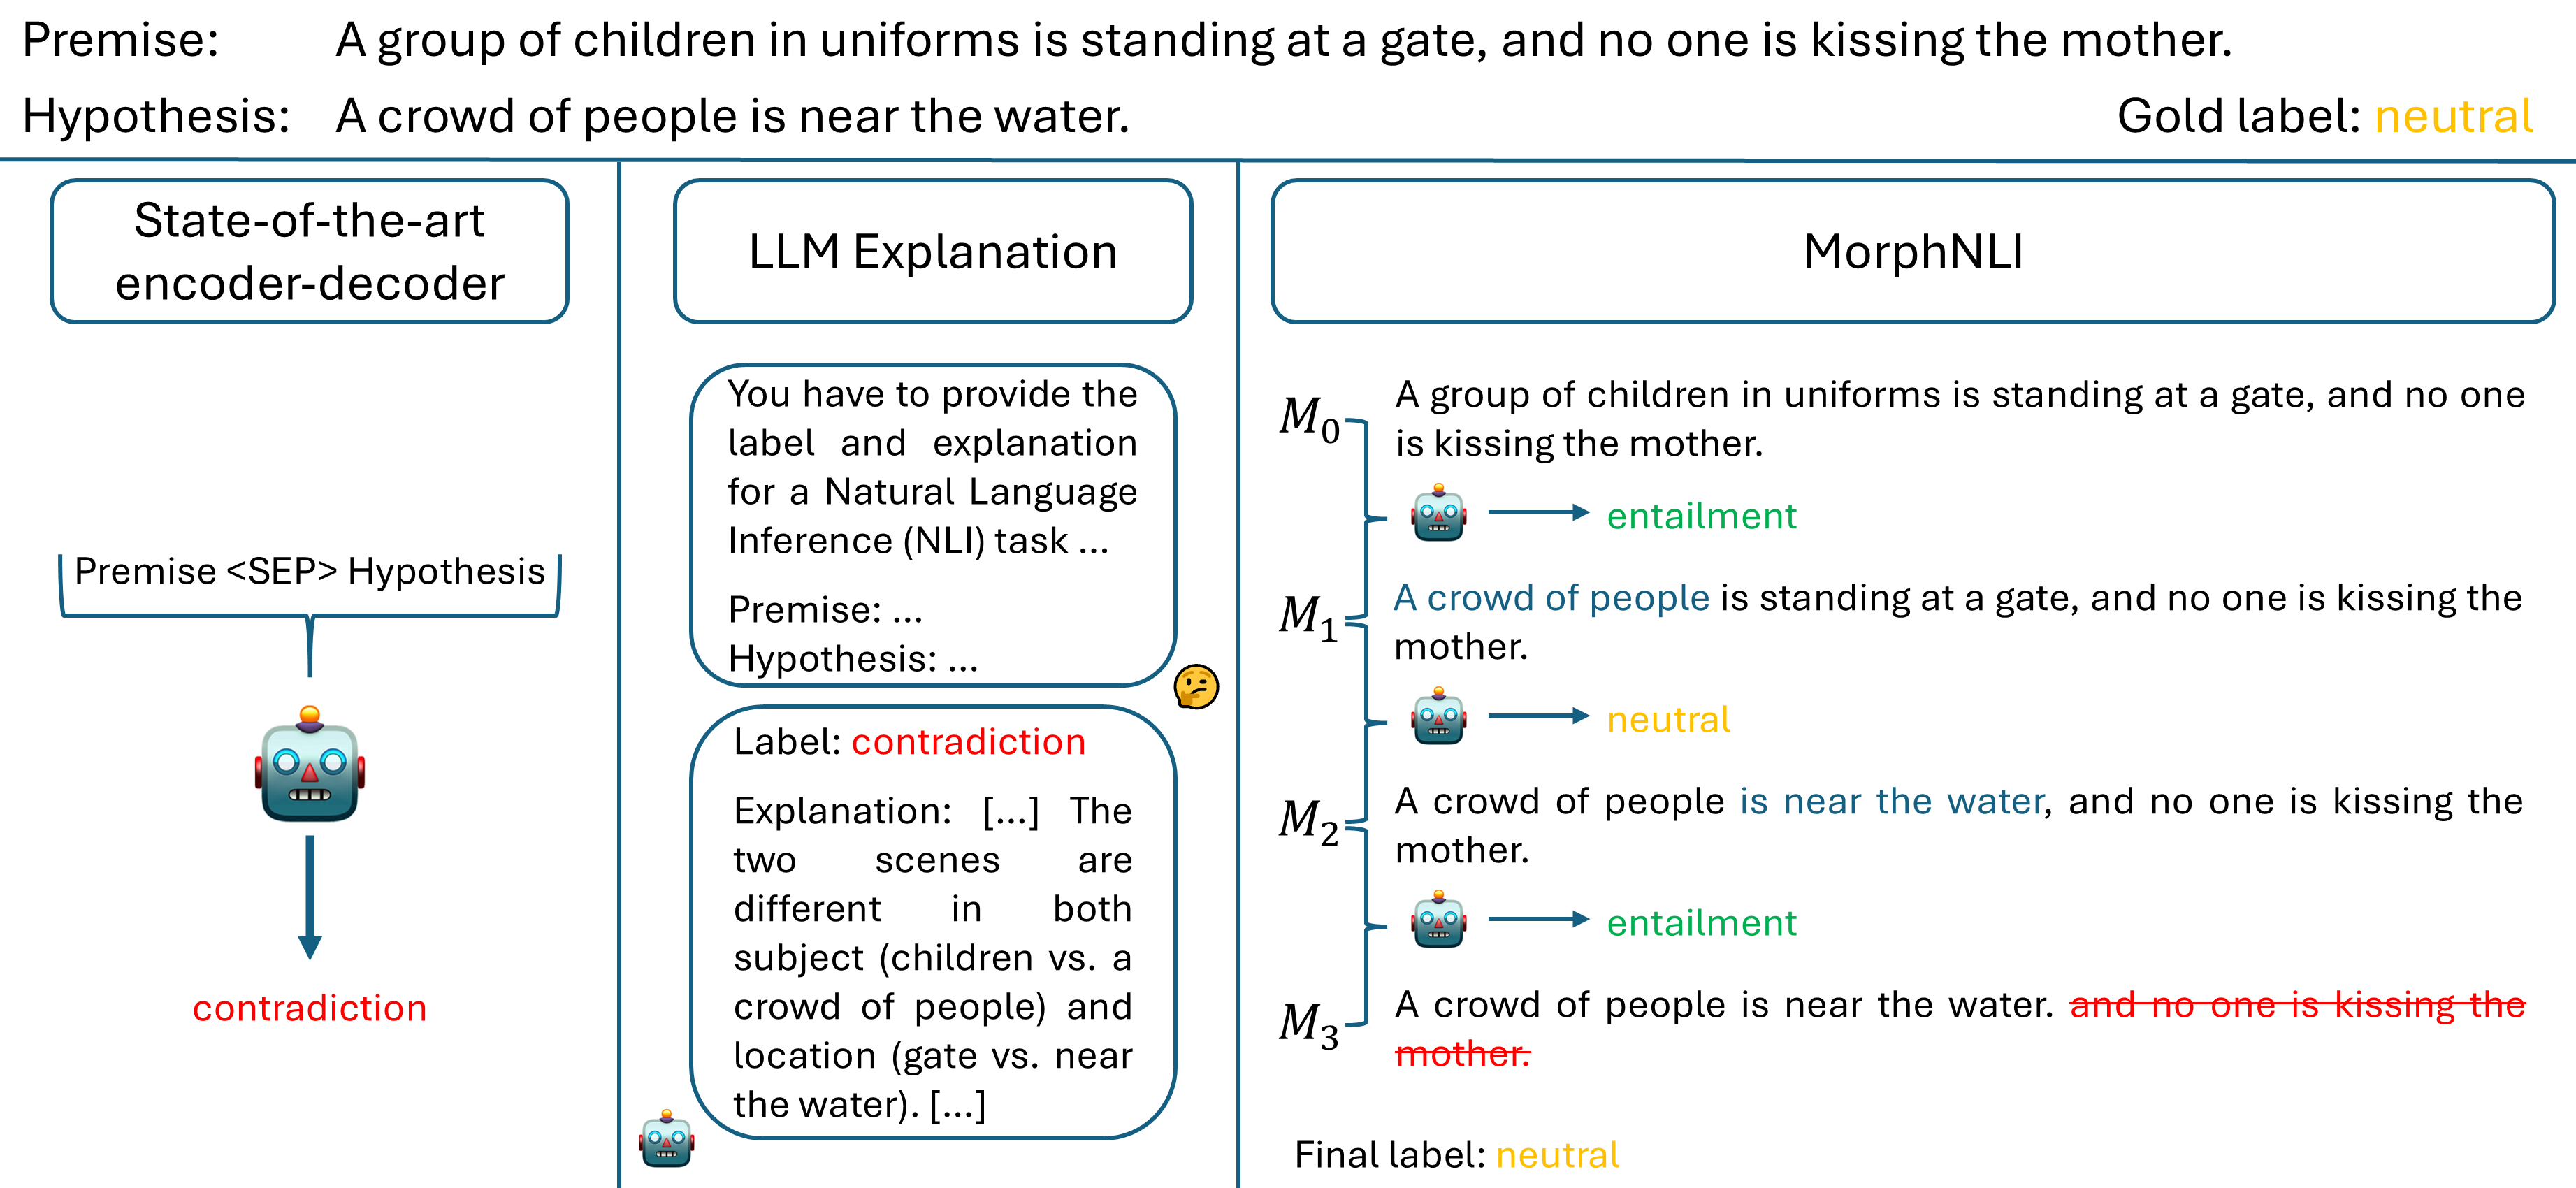 Premise: A group of children in uniforms is standing at a gate, and no one is kissing the mother.
Hypothesis: A crowd of people is near the water. Gold label: neutral
State-of-the-art
encoder-decoder
Premise <SEP> Hypothesis
contradiction
LLM Explanation
You have to provide the
label and explanation
for a Natural Language
Inference (NLI) task ...
Premise: ...
Hypothesis: ...
Label: contradiction
Explanation: [...] The
two scenes are
different in both
subject (children vs. a
crowd of people) and
location (gate vs. near
the water). [...]
MorphNLI
M₀ A group of children in uniforms is standing at a gate, and no one
is kissing the mother.
entailment
M₁ A crowd of people is standing at a gate, and no one is kissing the
mother.
neutral
M₂ A crowd of people is near the water, and no one is kissing the
mother.
entailment
M₃ A crowd of people is near the water. and no one is kissing the
mother.
Final label: neutral